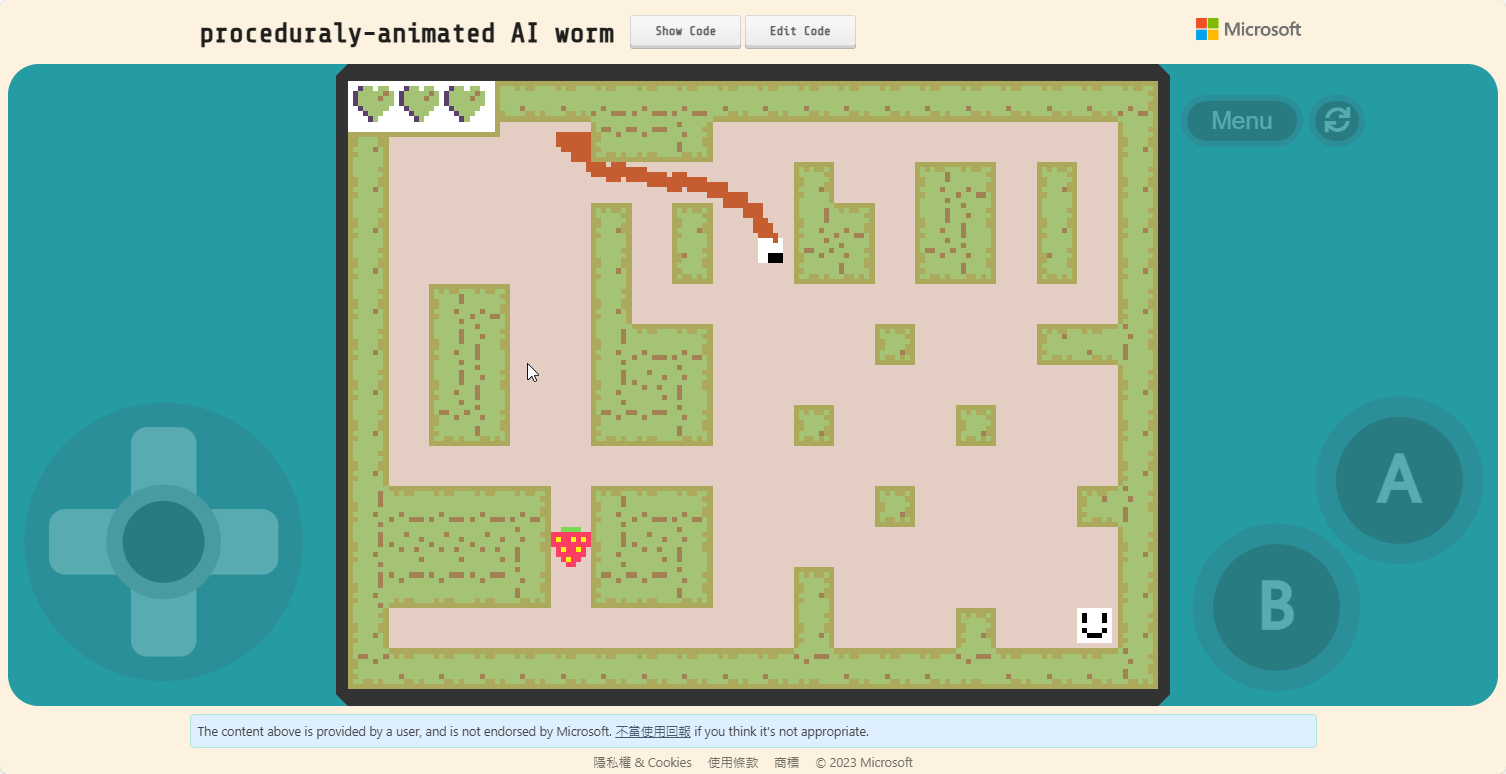 proceduraly-animated AI worm
Show Code
Edit Code
Microsoft
Menu
A
B
The content above is provided by a user, and is not endorsed by Microsoft. 不當使用回報 if you think it's not appropriate.
隱私權 & Cookies 使用條款 商標 © 2023 Microsoft